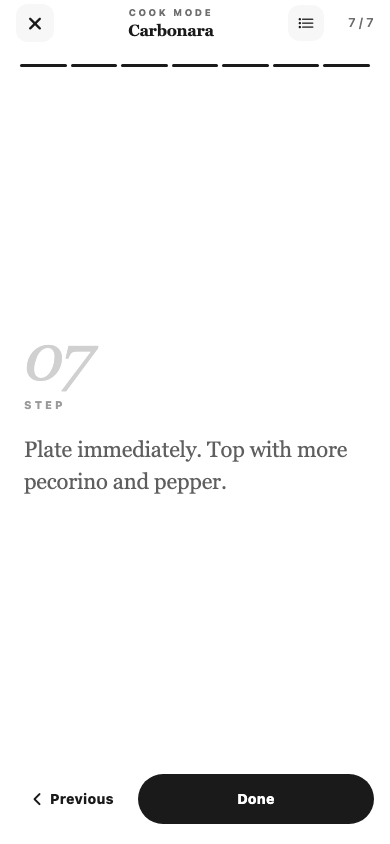 COOK MODE
Carbonara
7 / 7
07
STEP
Plate immediately. Top with more
pecorino and pepper.
Previous
Done